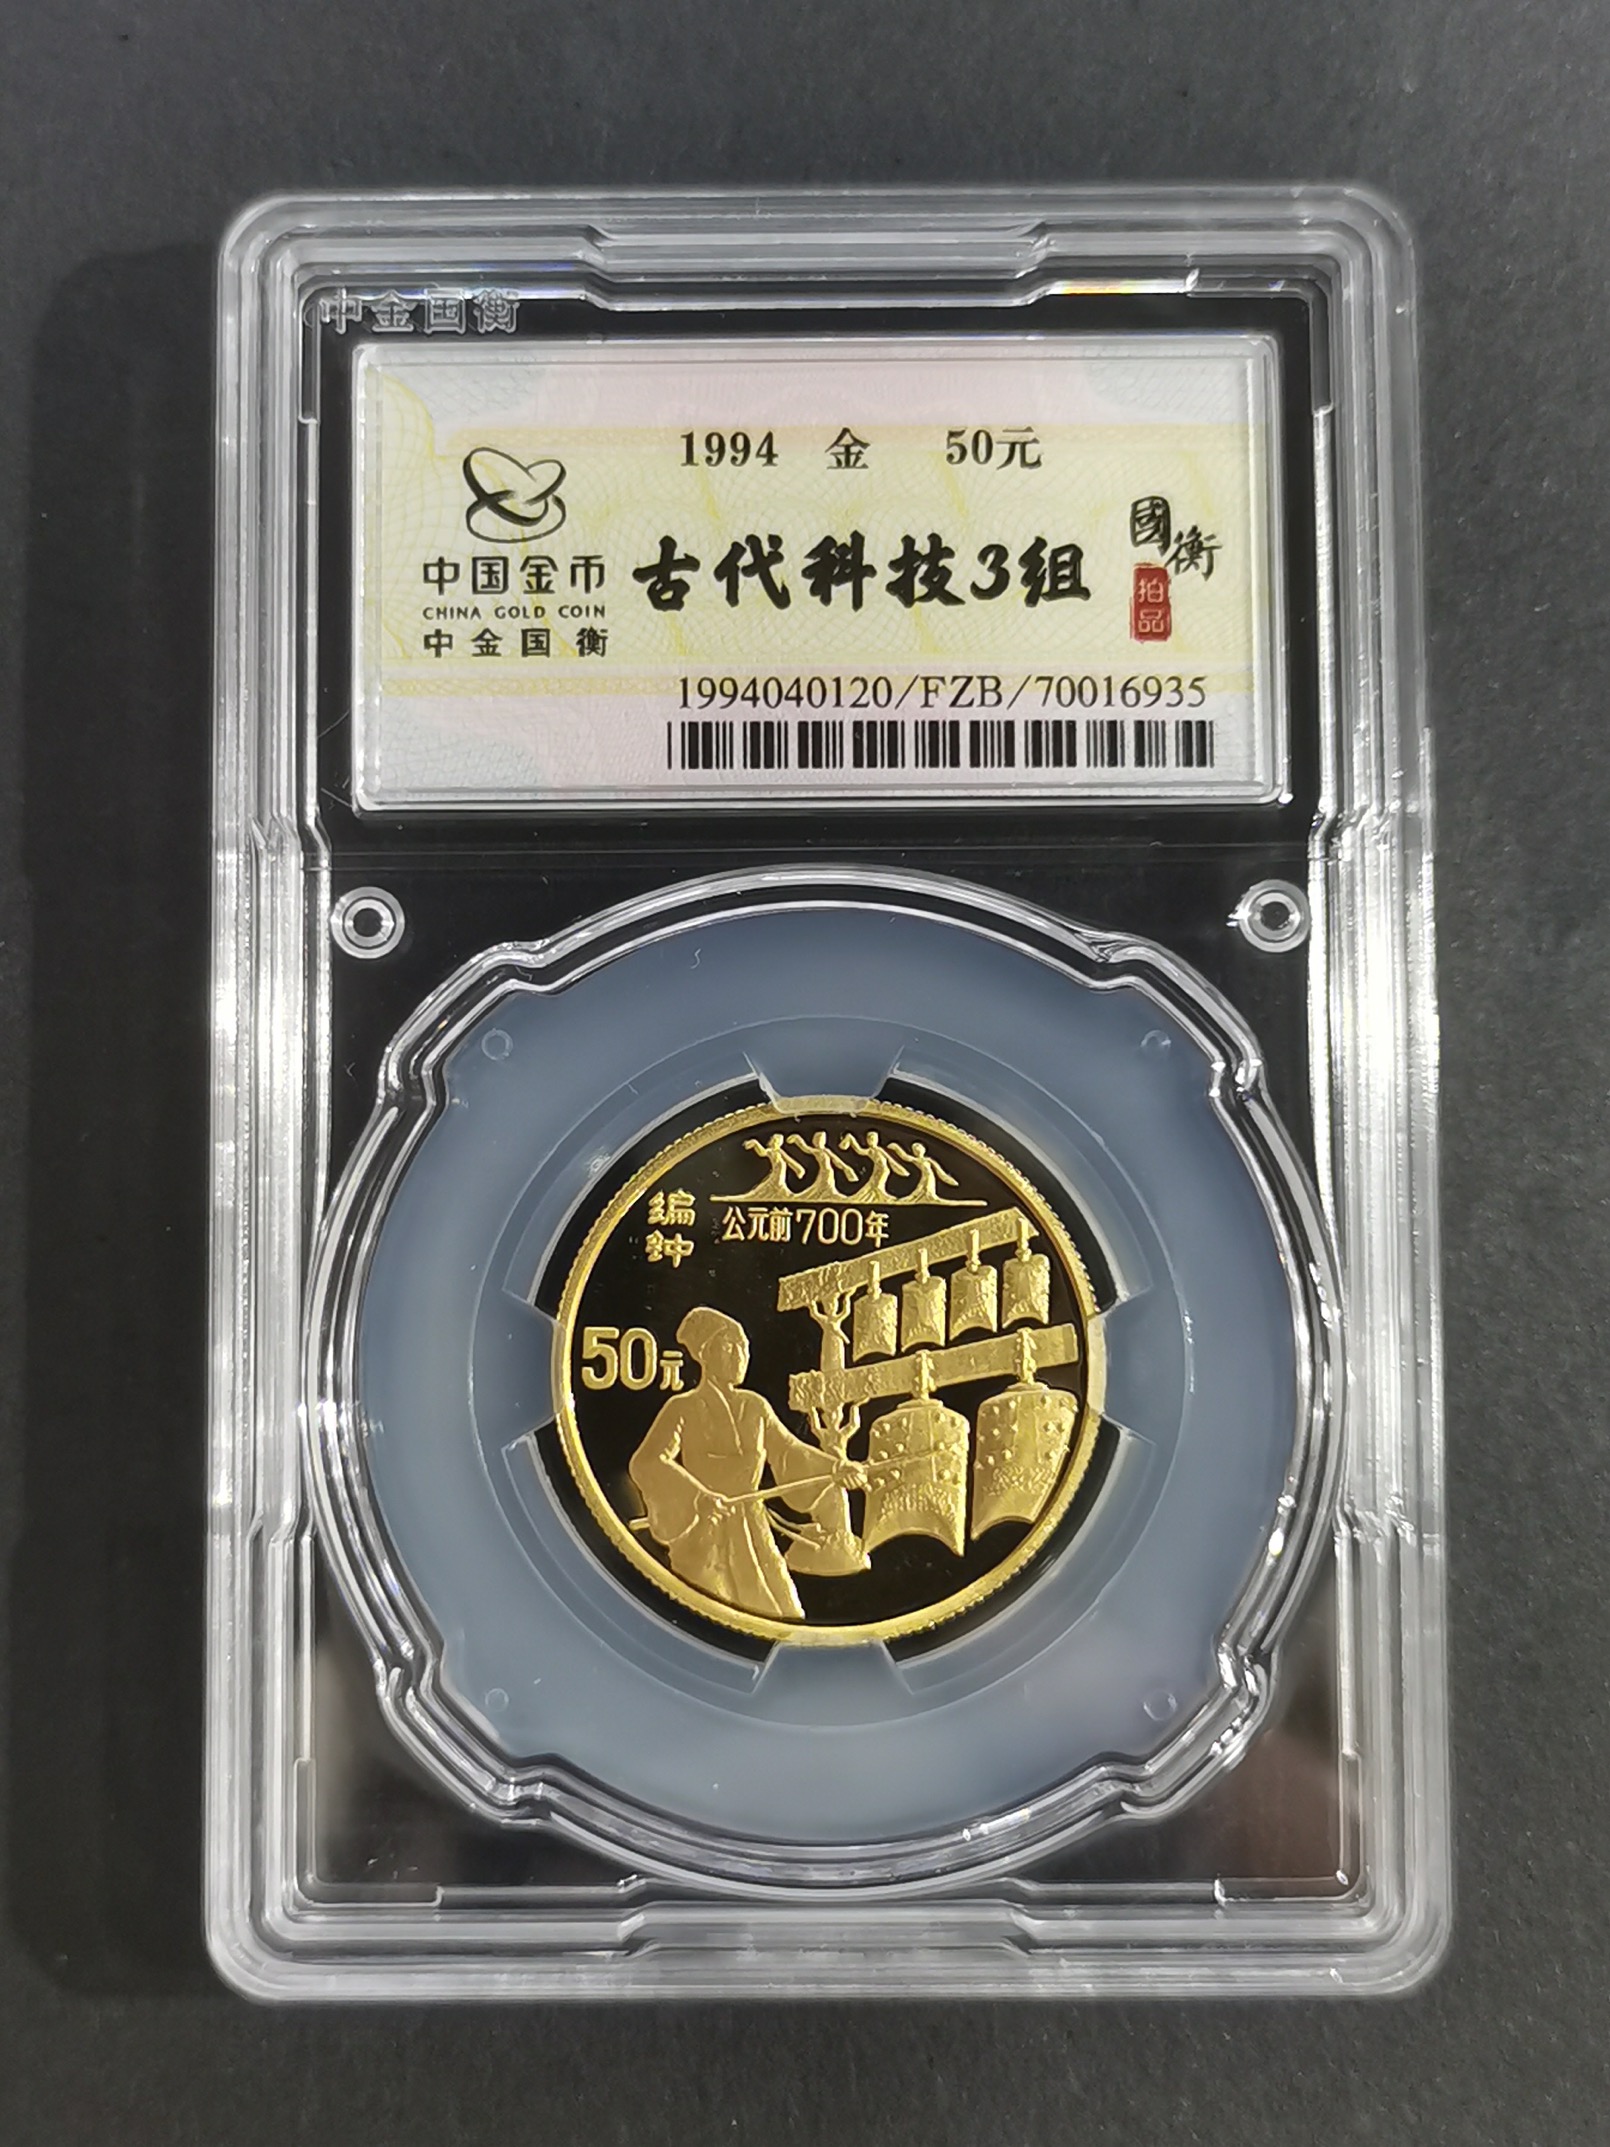 中金国衡
1994 金 50元
中国金币
CHINA GOLD COIN
中金国衡
古代科技3组
國衡
拍品
1994040120/FZB/70016935
编钟
公元前700年
50元